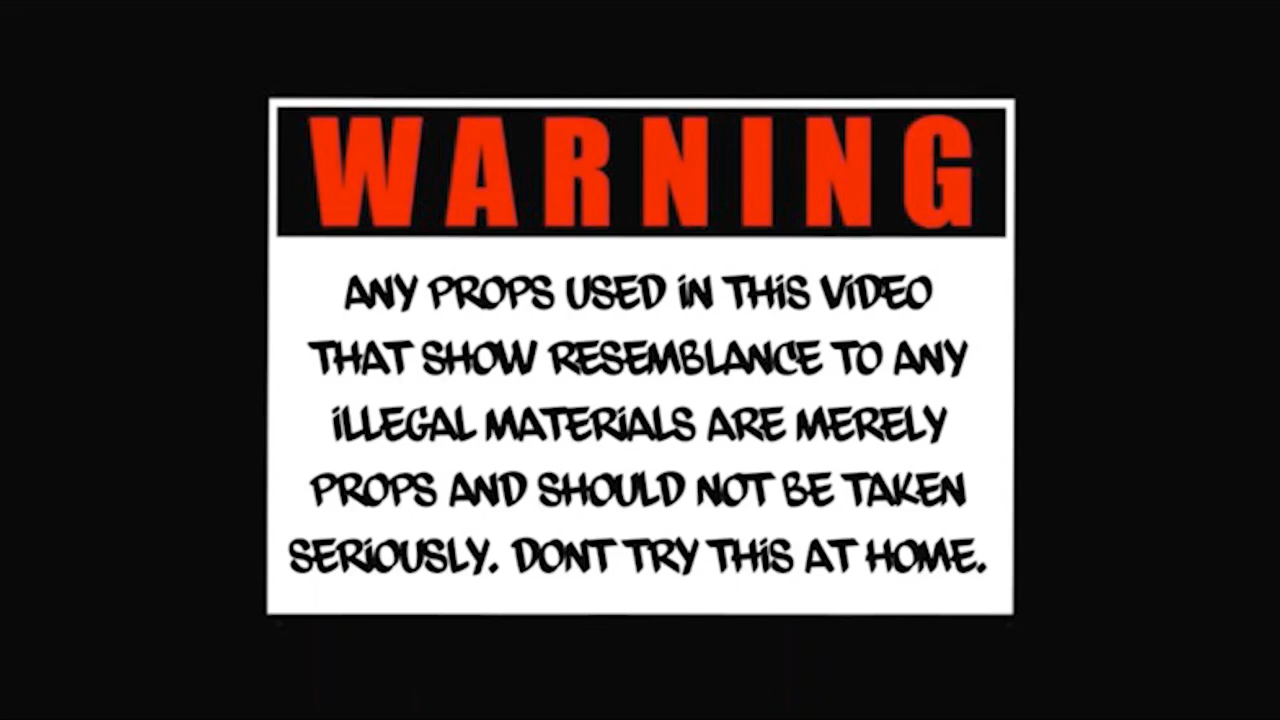 WARNING
ANY PROPS USED iN THiS ViDEO
THAT SHOW RESEMBLANCE TO ANY
iLLEGAL MATERiALS ARE MERELY
PROPS AND SHOULD NOT BE TAKEN
SERiOUSLY. DONT TRY THiS AT HOME.